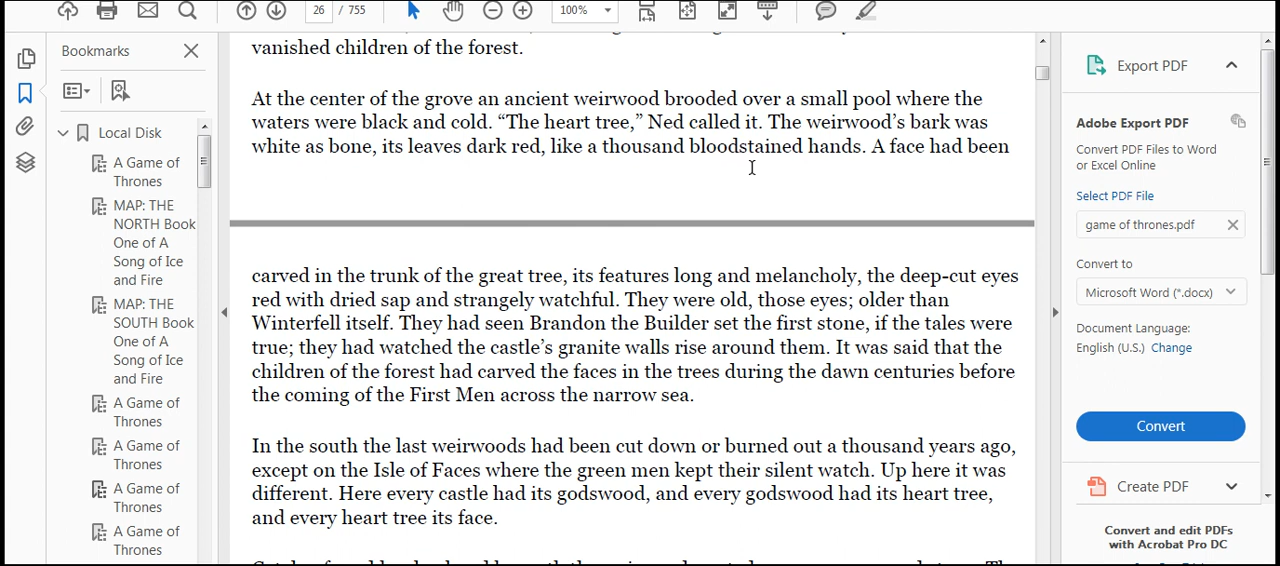 26 / 755
100%
Bookmarks
Local Disk
A Game of
Thrones
MAP: THE
NORTH Book
One of A
Song of Ice
and Fire
MAP: THE
SOUTH Book
One of A
Song of Ice
and Fire
A Game of
Thrones
A Game of
Thrones
A Game of
Thrones
A Game of
Thrones
vanished children of the forest.
At the center of the grove an ancient weirwood brooded over a small pool where the
waters were black and cold. “The heart tree,” Ned called it. The weirwood’s bark was
white as bone, its leaves dark red, like a thousand bloodstained hands. A face had been
carved in the trunk of the great tree, its features long and melancholy, the deep-cut eyes
red with dried sap and strangely watchful. They were old, those eyes; older than
Winterfell itself. They had seen Brandon the Builder set the first stone, if the tales were
true; they had watched the castle’s granite walls rise around them. It was said that the
children of the forest had carved the faces in the trees during the dawn centuries before
the coming of the First Men across the narrow sea.
In the south the last weirwoods had been cut down or burned out a thousand years ago,
except on the Isle of Faces where the green men kept their silent watch. Up here it was
different. Here every castle had its godswood, and every godswood had its heart tree,
and every heart tree its face.
Export PDF
Adobe Export PDF
Convert PDF Files to Word
or Excel Online
Select PDF File
game of thrones.pdf
Convert to
Microsoft Word (*.docx)
Document Language:
English (U.S.) Change
Convert
Create PDF
Convert and edit PDFs
with Acrobat Pro DC